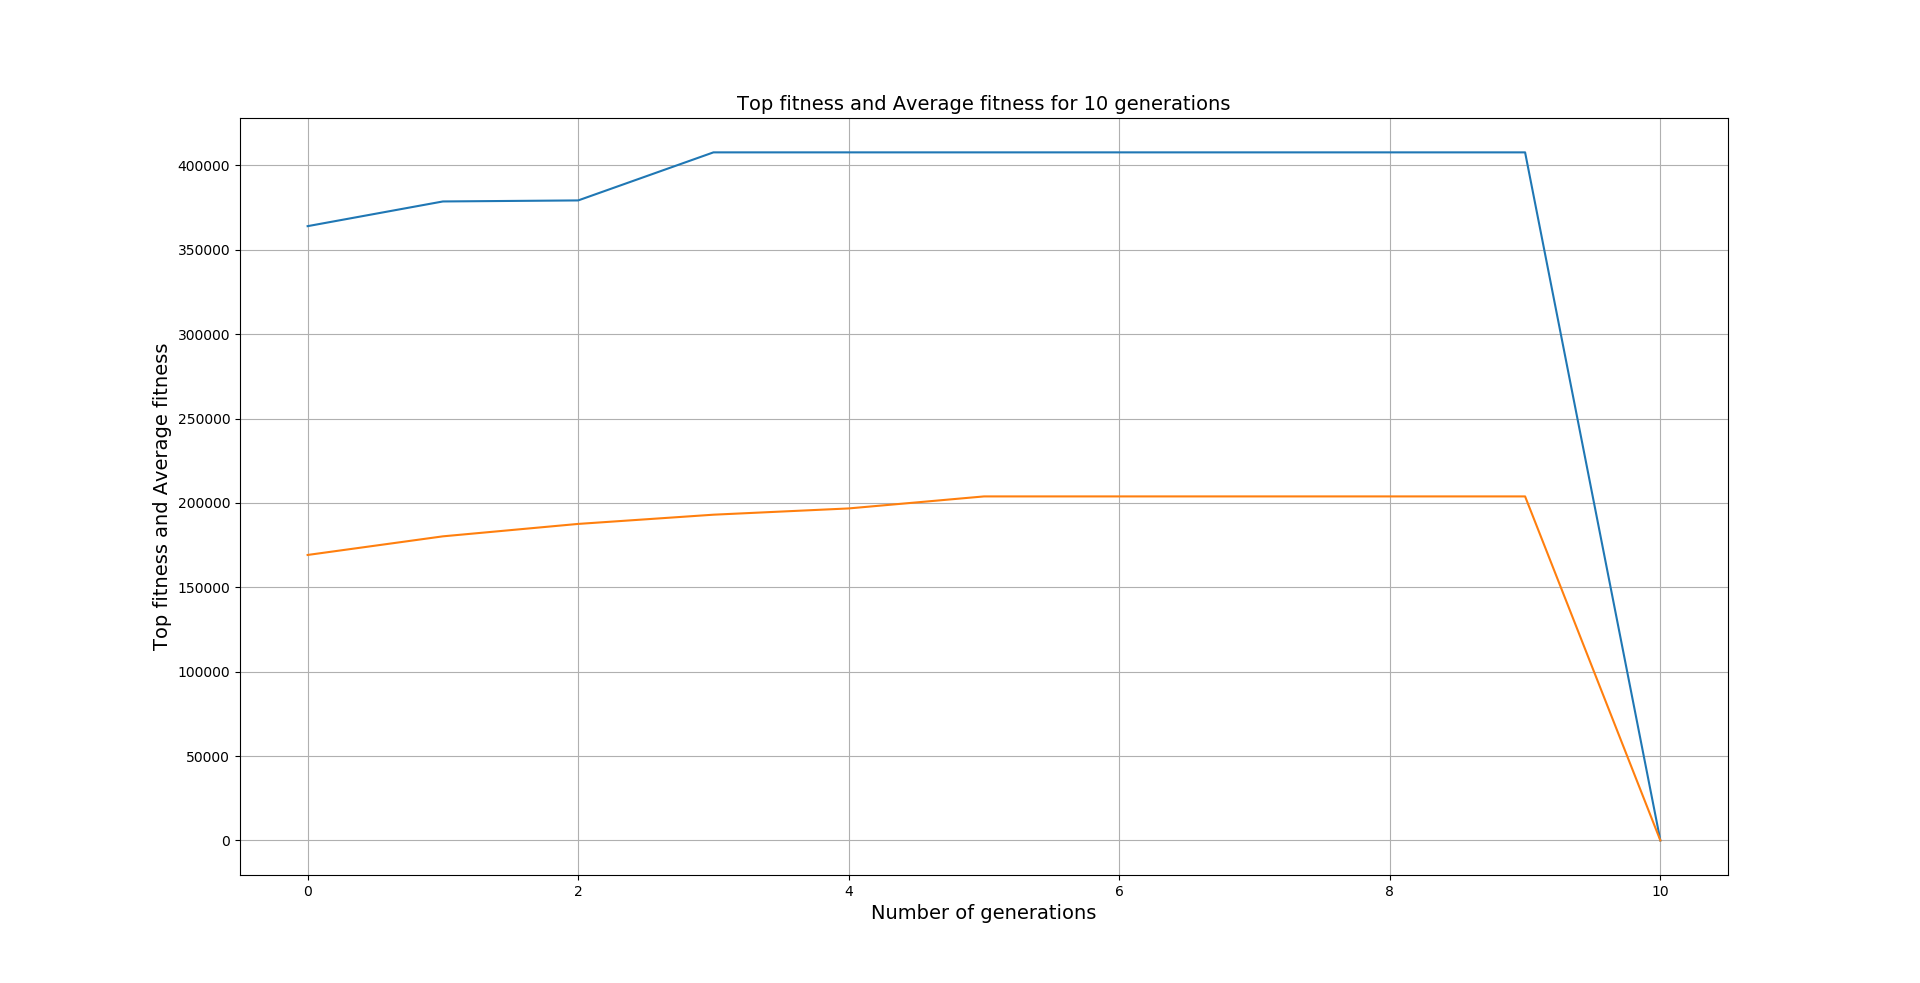 Top fitness and Average fitness for 10 generations
Top fitness and Average fitness
400000
350000
300000
250000
200000
150000
100000
50000
0
0 2 4 6 8 10
Number of generations